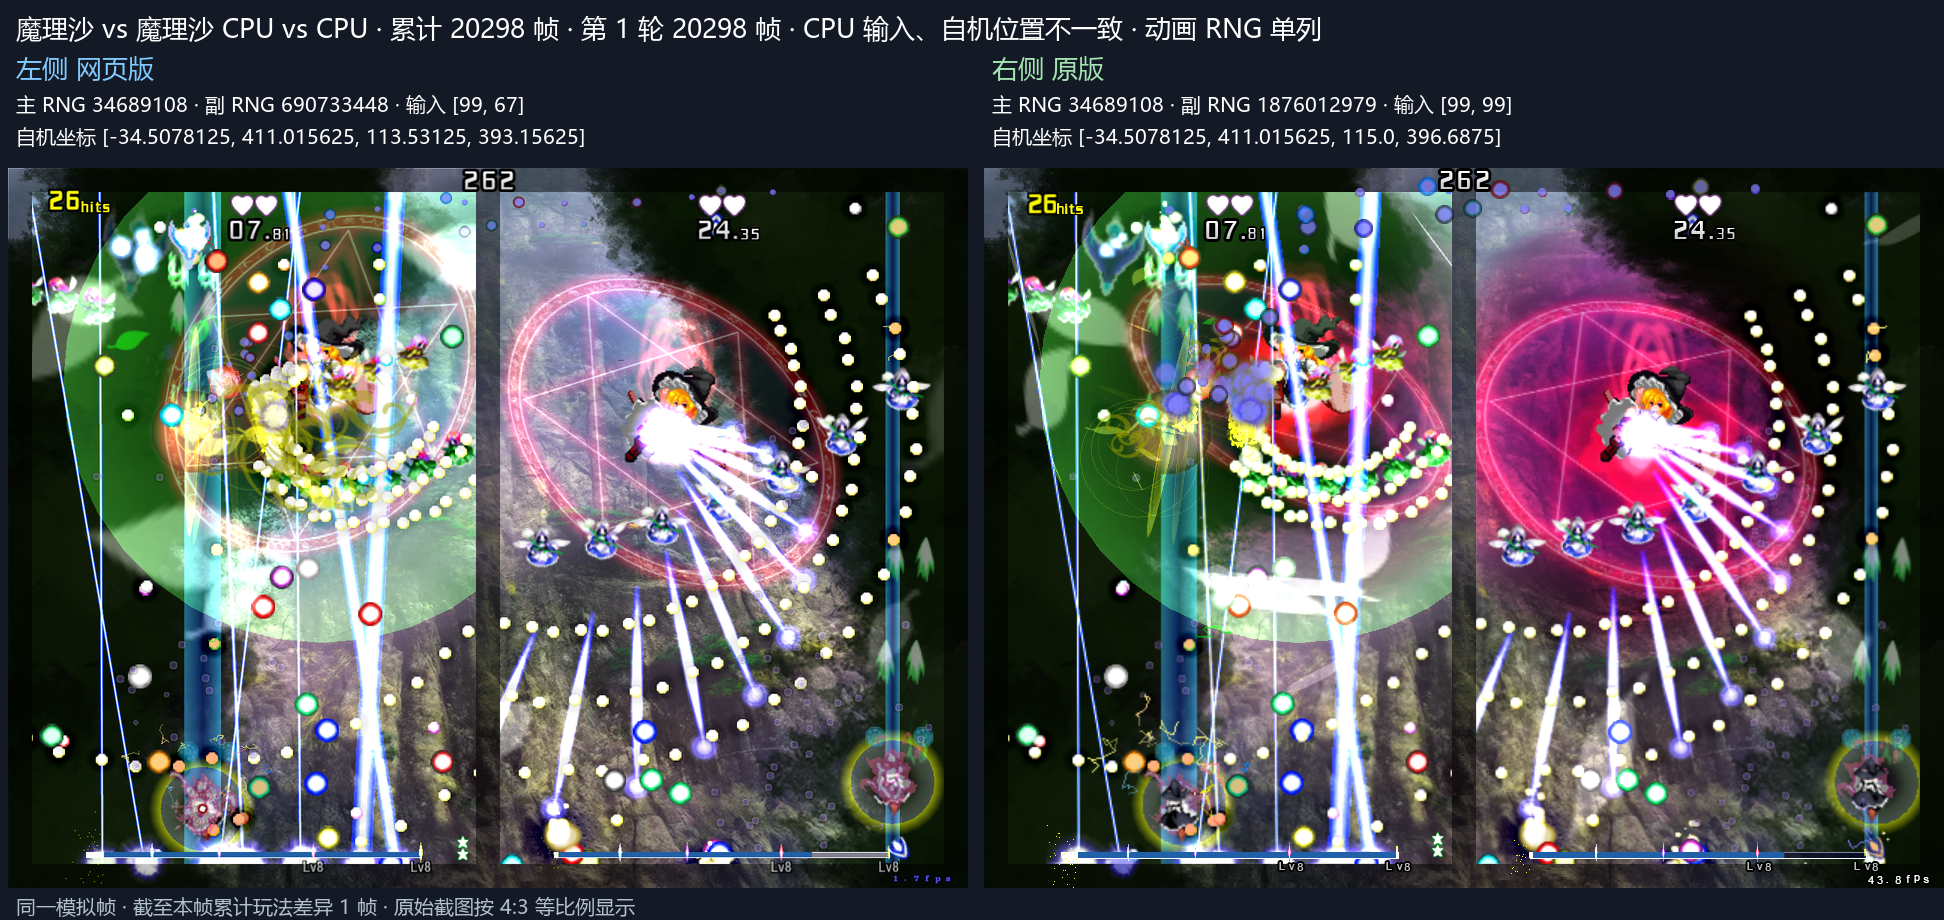 魔理沙 vs 魔理沙 CPU vs CPU · 累计 20298 帧 · 第 1 轮 20298 帧 · CPU 输入、自机位置不一致 · 动画 RNG 单列
左侧 网页版
主 RNG 34689108 · 副 RNG 690733448 · 输入 [99, 67]
自机坐标 [-34.5078125, 411.015625, 113.53125, 393.15625]
右侧 原版
主 RNG 34689108 · 副 RNG 1876012979 · 输入 [99, 99]
自机坐标 [-34.5078125, 411.015625, 115.0, 396.6875]
262
26hits
07.81
24.35
Lv8
Lv8
Lv8
1.7fps
262
26hits
07.81
24.35
Lv8
Lv8
Lv8
Lv8
43.8fps
同一模拟帧 · 截至本帧累计玩法差异 1 帧 · 原始截图按 4:3 等比例显示